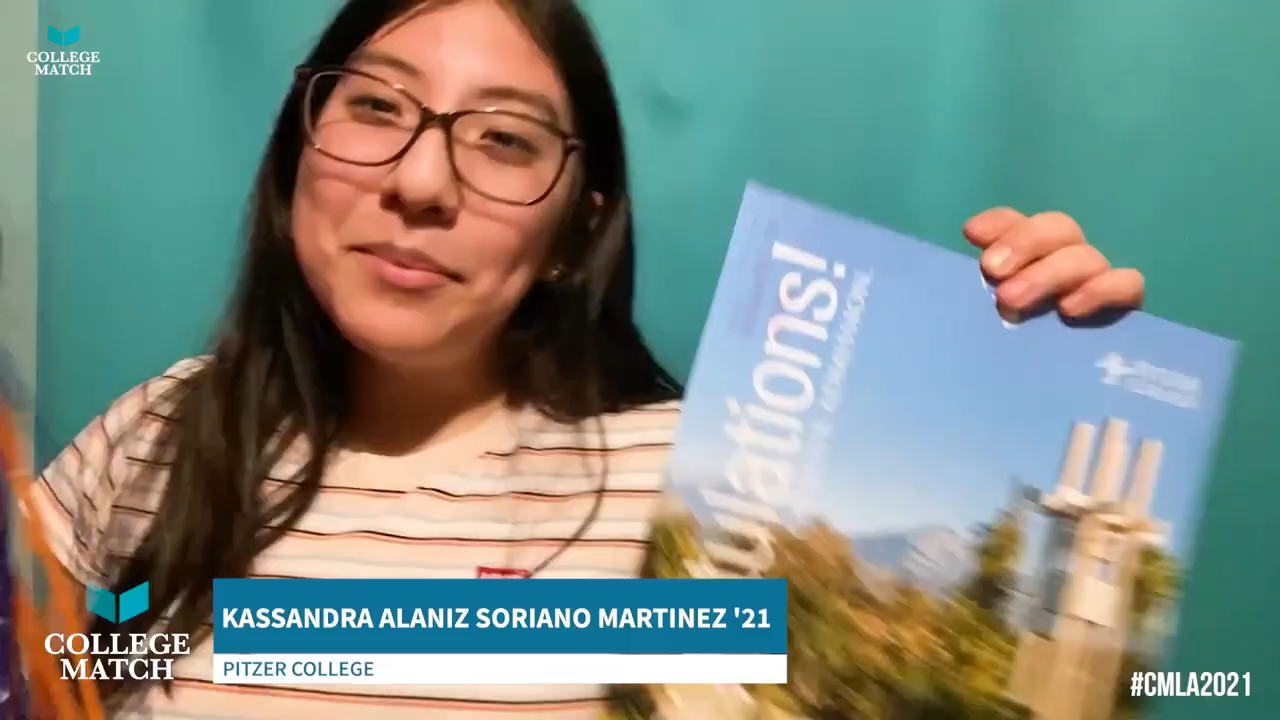 COLLEGE
MATCH
ulations!
COLLEGE
MATCH
KASSANDRA ALANIZ SORIANO MARTINEZ '21
PITZER COLLEGE
#CMLA2021